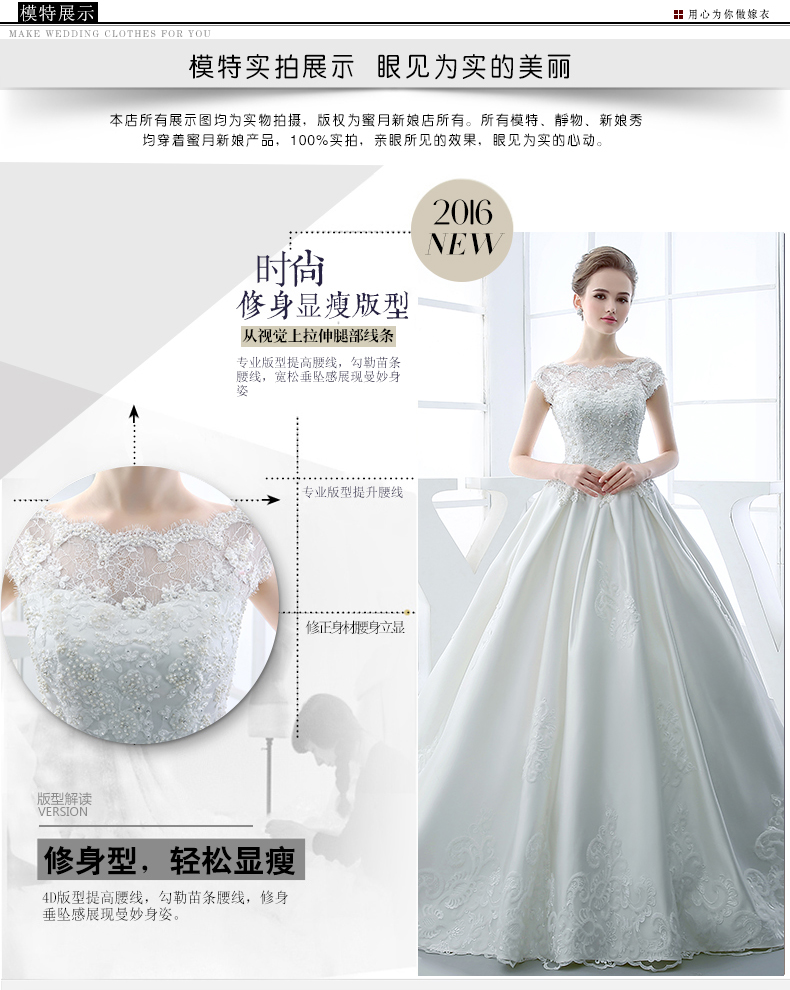 模特展示
用心为你做嫁衣
MAKE WEDDING CLOTHES FOR YOU
模特实拍展示 眼见为实的美丽
本店所有展示图均为实物拍摄，版权为蜜月新娘店所有。所有模特、靜物、新娘秀
均穿着蜜月新娘产品，100%实拍，亲眼所见的效果，眼见为实的心动。
2016
NEW
时尚
修身显瘦版型
从视觉上拉伸腿部线条
专业版型提高腰线，勾勒苗条
腰线，宽松垂坠感展现曼妙身
姿
专业版型提升腰线
修正身材腰身立显
版型解读
VERSION
修身型，轻松显瘦
4D版型提高腰线，勾勒苗条腰线，修身
垂坠感展现曼妙身姿。